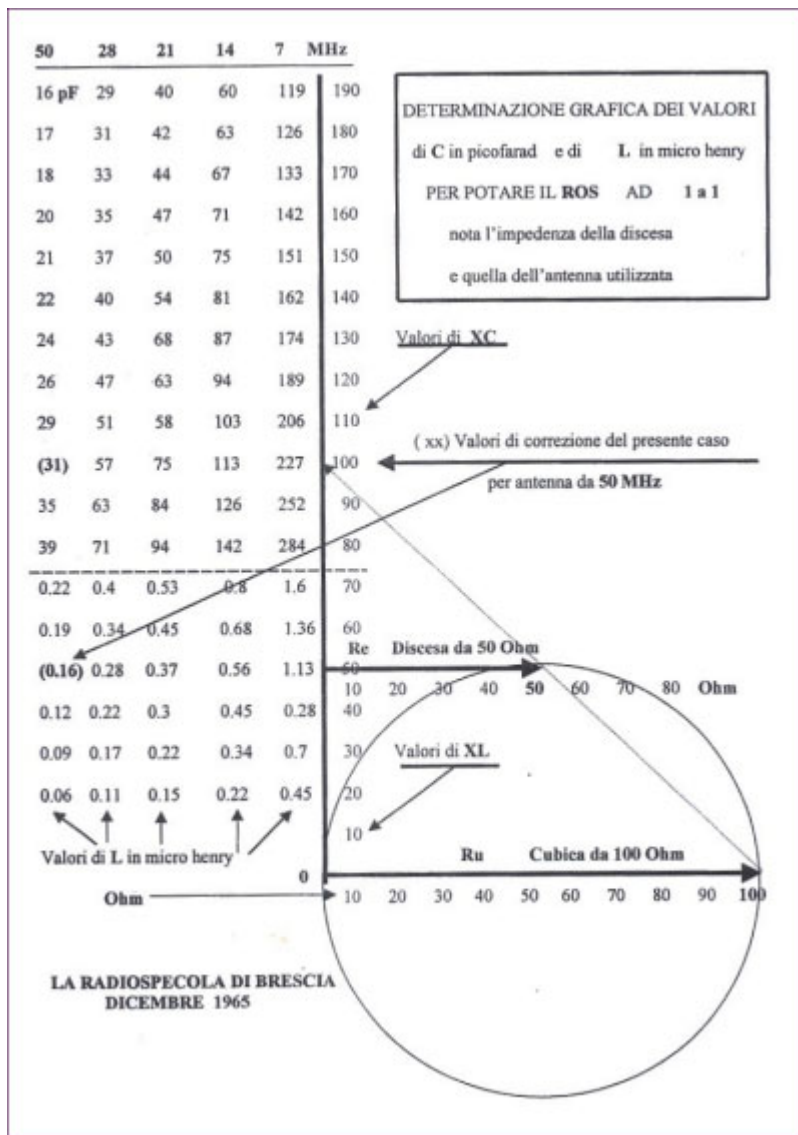 50 28 21 14 7 MHz
16 pF 29 40 60 119 190
17 31 42 63 126 180
18 33 44 67 133 170
20 35 47 71 142 160
21 37 50 75 151 150
22 40 54 81 162 140
24 43 68 87 174 130
26 47 63 94 189 120
29 51 58 103 206 110
(31) 57 75 113 227 100
35 63 84 126 252 90
39 71 94 142 284 80
0.22 0.4 0.53 0.8 1.6 70
0.19 0.34 0.45 0.68 1.36 60
(0.16) 0.28 0.37 0.56 1.13 50
0.12 0.22 0.3 0.45 0.28 40
0.09 0.17 0.22 0.34 0.7 30
0.06 0.11 0.15 0.22 0.45 20
10
Valori di L in micro henry
0
Ohm
DETERMINAZIONE GRAFICA DEI VALORI
di C in picofarad e di L in micro henry
PER POTARE IL ROS AD 1 a 1
nota l'impedenza della discesa
e quella dell'antenna utilizzata
Valori di XC
( xx) Valori di correzione del presente caso
per antenna da 50 MHz
Re Discesa da 50 Ohm
10 20 30 40 50 60 70 80 Ohm
Valori di XL
Ru Cubica da 100 Ohm
10 20 30 40 50 60 70 80 90 100
LA RADIOSPECOLA DI BRESCIA
DICEMBRE 1965